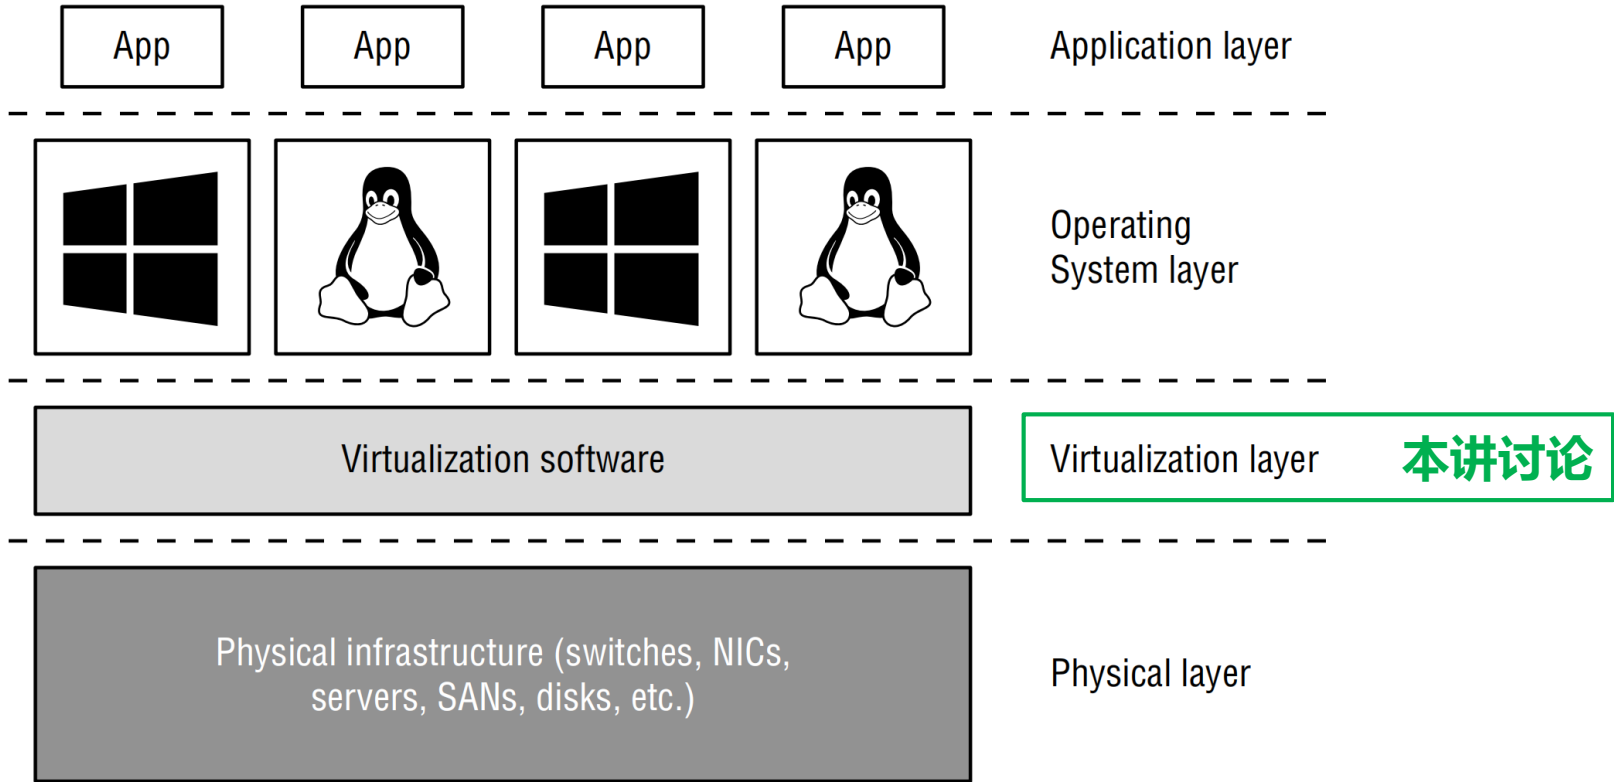 App App App App Application layer
Operating
System layer
Virtualization software Virtualization layer 本讲讨论
Physical infrastructure (switches, NICs,
servers, SANs, disks, etc.)
Physical layer